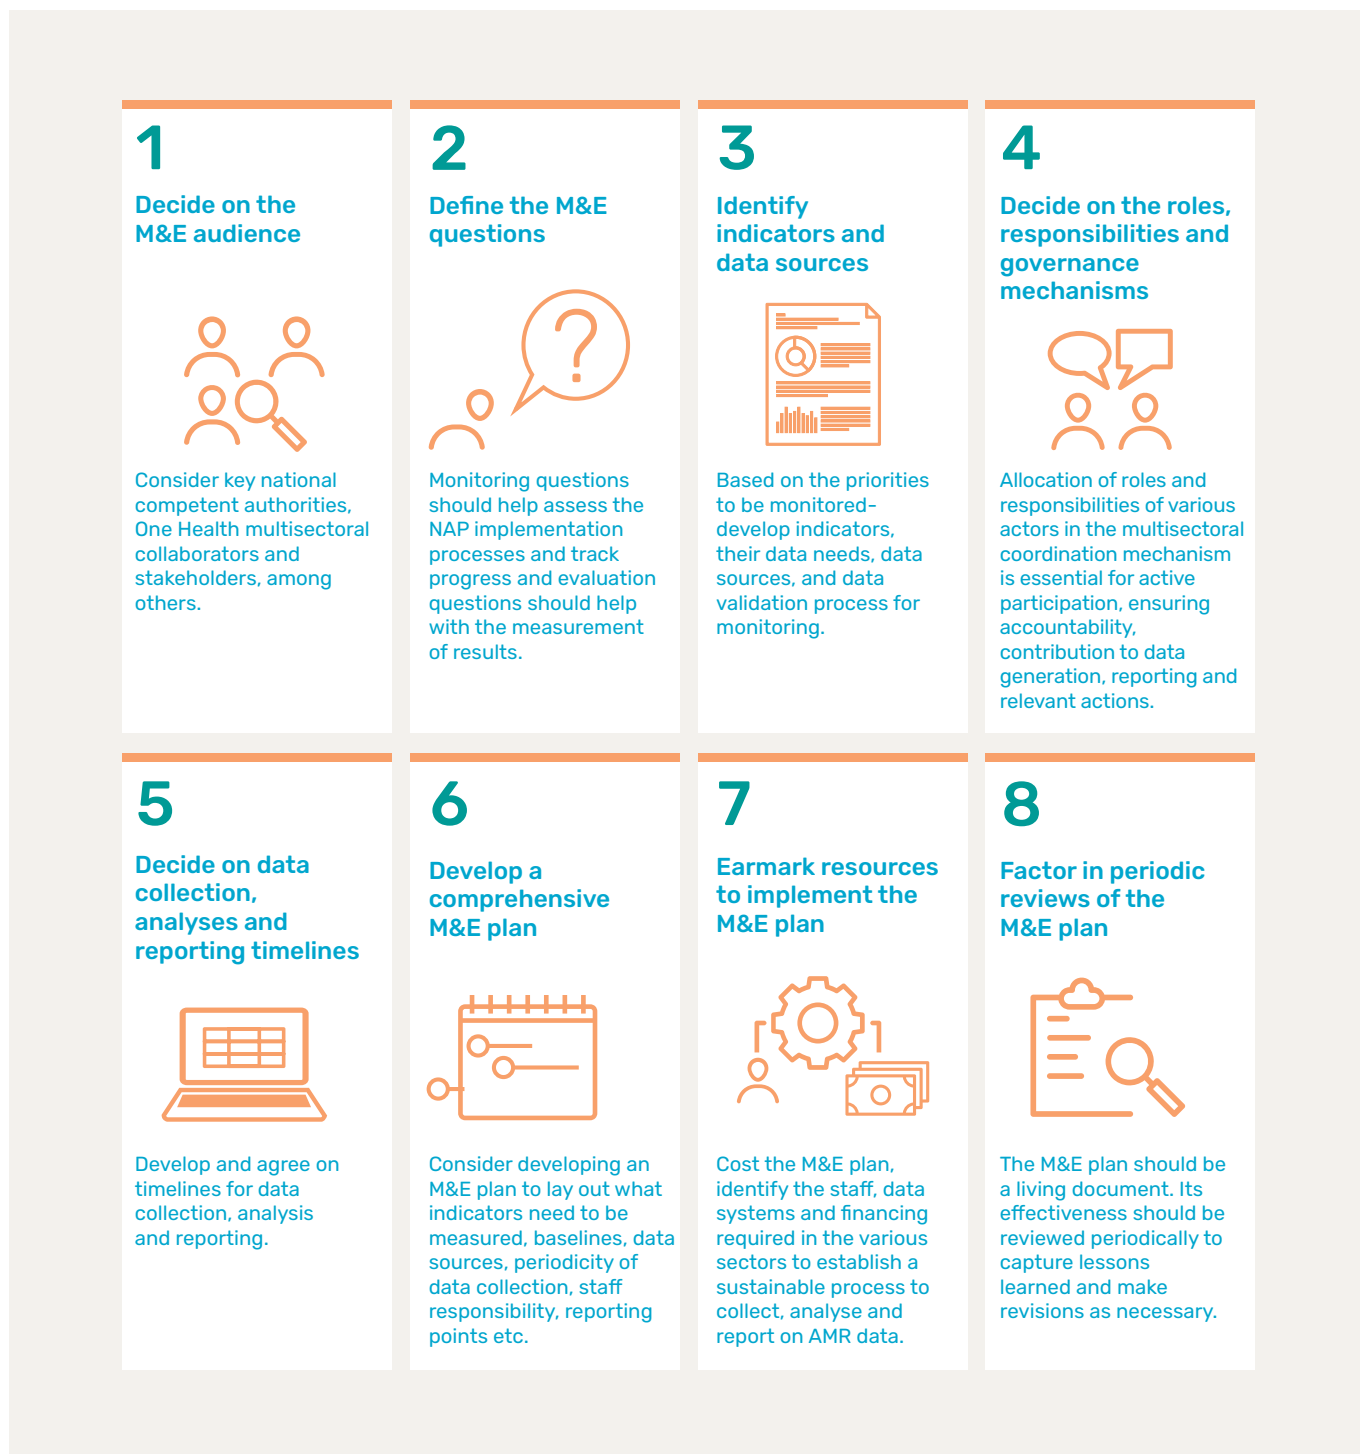 1
Decide on the
M&E audience
Consider key national
competent authorities,
One Health multisectoral
collaborators and
stakeholders, among
others.
2
Define the M&E
questions
?
Monitoring questions
should help assess the
NAP implementation
processes and track
progress and evaluation
questions should help
with the measurement
of results.
3
Identify
indicators and
data sources
Based on the priorities
to be monitored-
develop indicators,
their data needs, data
sources, and data
validation process for
monitoring.
4
Decide on the roles,
responsibilities and
governance
mechanisms
Allocation of roles and
responsibilities of various
actors in the multisectoral
coordination mechanism
is essential for active
participation, ensuring
accountability,
contribution to data
generation, reporting and
relevant actions.
5
Decide on data
collection,
analyses and
reporting timelines
Develop and agree on
timelines for data
collection, analysis
and reporting.
6
Develop a
comprehensive
M&E plan
Consider developing an
M&E plan to lay out what
indicators need to be
measured, baselines, data
sources, periodicity of
data collection, staff
responsibility, reporting
points etc.
7
Earmark resources
to implement the
M&E plan
Cost the M&E plan,
identify the staff, data
systems and financing
required in the various
sectors to establish a
sustainable process to
collect, analyse and
report on AMR data.
8
Factor in periodic
reviews of the
M&E plan
The M&E plan should be
a living document. Its
effectiveness should be
reviewed periodically to
capture lessons
learned and make
revisions as necessary.